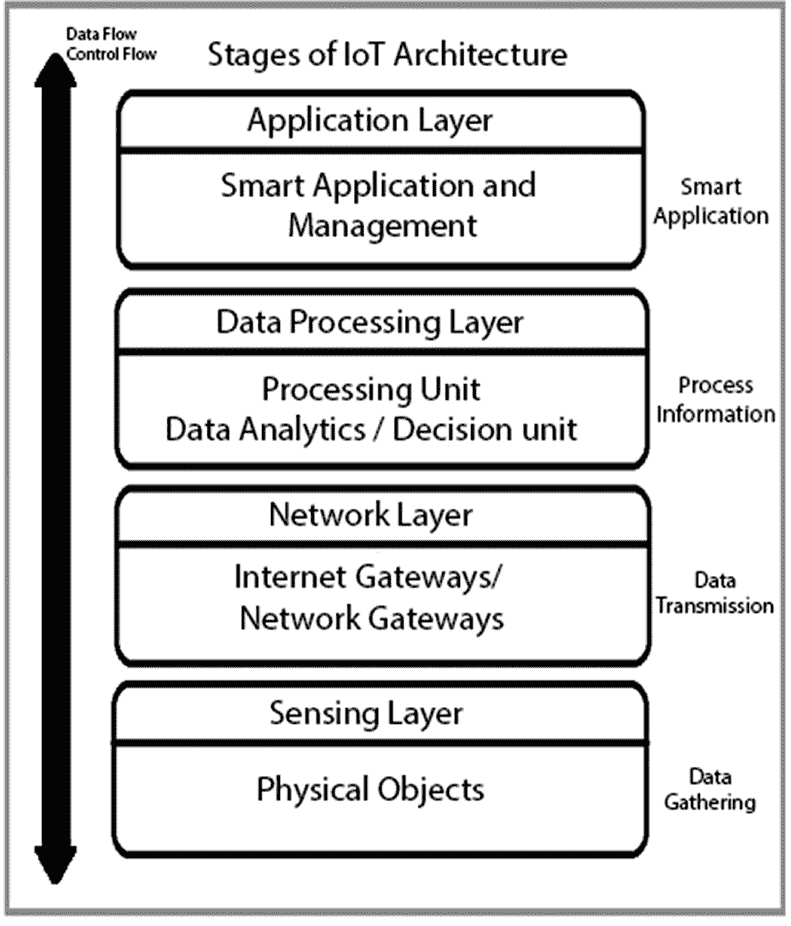 Data Flow
Control Flow
Stages of IoT Architecture
Application Layer
Smart Application and
Management
Smart
Application
Data Processing Layer
Processing Unit
Data Analytics / Decision unit
Process
Information
Network Layer
Internet Gateways/
Network Gateways
Data
Transmission
Sensing Layer
Physical Objects
Data
Gathering